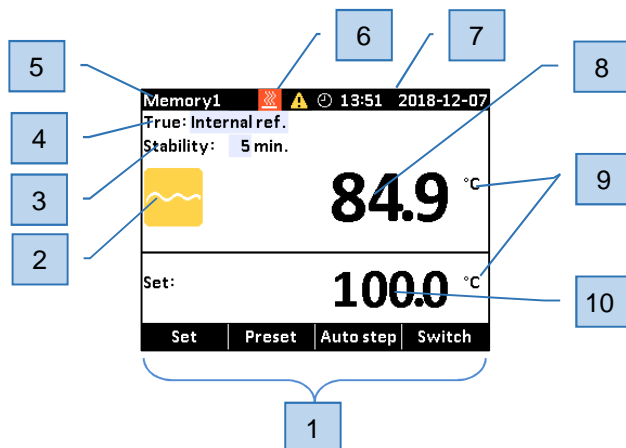 6
7
5
8
Memory1 13:51 2018-12-07
4
True: Internal ref.
Stability: 5 min.
3
84.9 °C
9
2
Set: 100.0 °C
10
Set Preset Auto step Switch
1